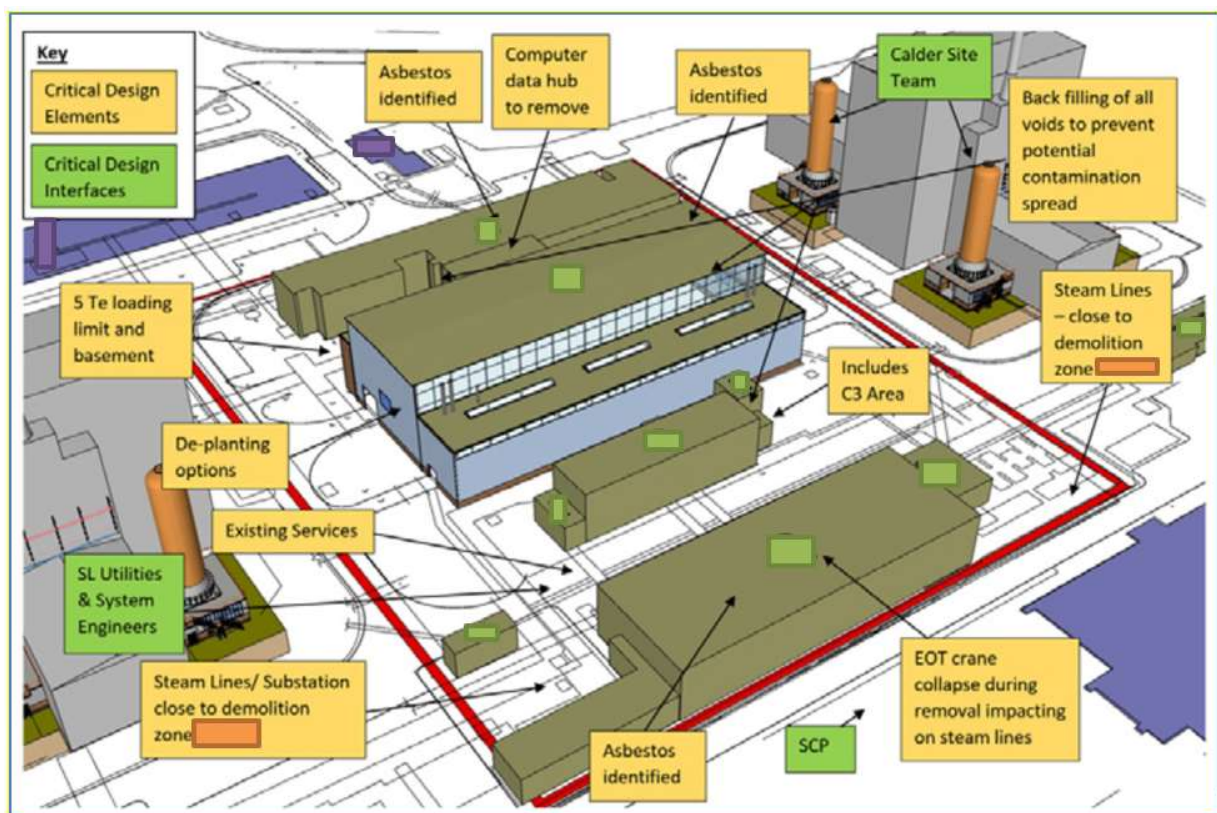 Key
Critical Design
Elements
Critical Design
Interfaces
Asbestos
identified
Computer
data hub
to remove
Asbestos
identified
Calder Site
Team
Back filling of all
voids to prevent
potential
contamination
spread
5 Te loading
limit and
basement
Steam Lines
– close to
demolition
zone
Includes
C3 Area
De-planting
options
Existing Services
SL Utilities
& System
Engineers
Steam Lines/ Substation
close to demolition
zone
Asbestos
identified
SCP
EOT crane
collapse during
removal impacting
on steam lines